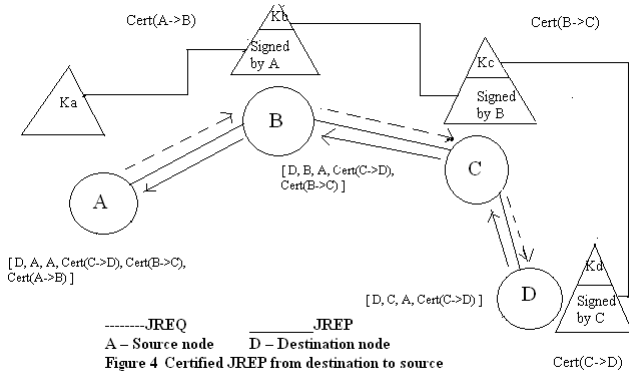 Cert(A->B)
Kb
Signed
by A
Cert(B->C)
Kc
Signed
by B
Ka
B
C
A
[ D, B, A, Cert(C->D),
Cert(B->C) ]
[ D, A, A, Cert(C->D), Cert(B->C),
Cert(A->B) ]
[ D, C, A, Cert(C->D) ]
D
Kd
Signed
by C
--------JREQ ________JREP
A – Source node D – Destination node
Figure 4 Certified JREP from destination to source
Cert(C->D)